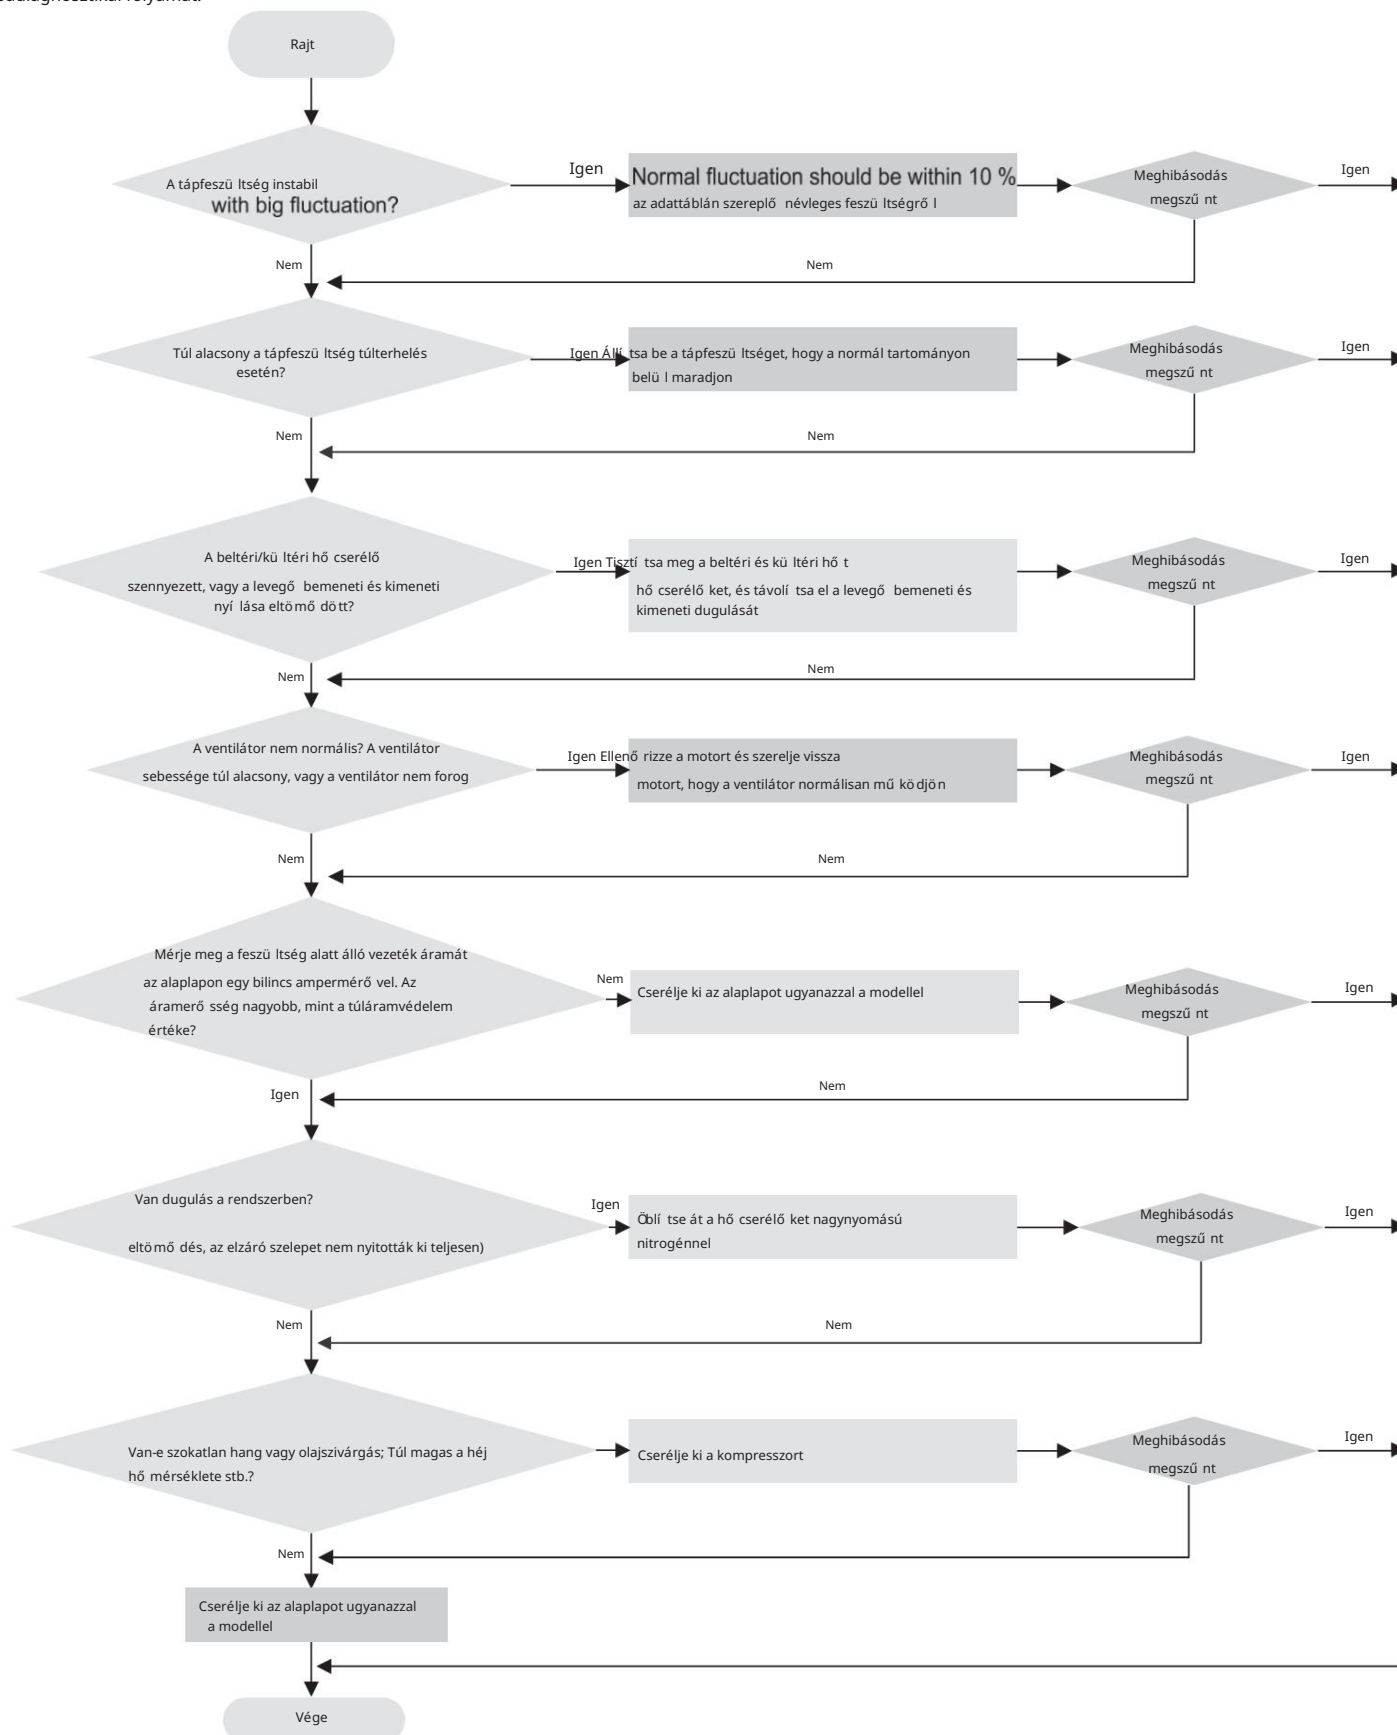 Rajt
Igen
Igen
A tápfeszü ltség instabil
with big fluctuation?
Normal fluctuation should be within 10 %
az adattáblán szereplő névleges feszü ltségrő l
Meghibásodás
megszű nt
Nem
Nem
Túl alacsony a tápfeszü ltség túlterhelés
esetén?
Igen Állí tsa be a tápfeszü ltséget, hogy a normál tartományon
belü l maradjon
Meghibásodás
megszű nt
Igen
Nem
Nem
A beltéri/kü ltéri hő cserélő
szennyezett, vagy a levegő bemeneti és kimeneti
nyí lása eltömő dött?
Igen Tisztí tsa meg a beltéri és kü ltéri hő t
hő cserélő ket, és távolí tsa el a levegő bemeneti és
kimeneti dugulását
Meghibásodás
megszű nt
Igen
Nem
Nem
A ventilátor nem normális? A ventilátor
sebessége túl alacsony, vagy a ventilátor nem forog
Igen Ellenő rizze a motort és szerelje vissza
motort, hogy a ventilátor normálisan mű ködjön
Meghibásodás
megszű nt
Igen
Nem
Nem
Mérje meg a feszü ltség alatt álló vezeték áramát
az alaplapon egy bilincs ampermérő vel. Az
áramerő sség nagyobb, mint a túláramvédelem
értéke?
Nem
Cserélje ki az alaplapot ugyanazzal a modellel
Meghibásodás
megszű nt
Igen
Igen
Nem
Van dugulás a rendszerben?
eltömő dés, az elzáró szelepet nem nyitották ki teljesen)
Igen
Öblí tse át a hő cserélő ket nagynyomású
nitrogénnel
Meghibásodás
megszű nt
Igen
Nem
Nem
Van-e szokatlan hang vagy olajszivárgás; Túl magas a héj
hő mérséklete stb.?
Cserélje ki a kompresszort
Meghibásodás
megszű nt
Igen
Nem
Cserélje ki az alaplapot ugyanazzal
a modellel
Vége